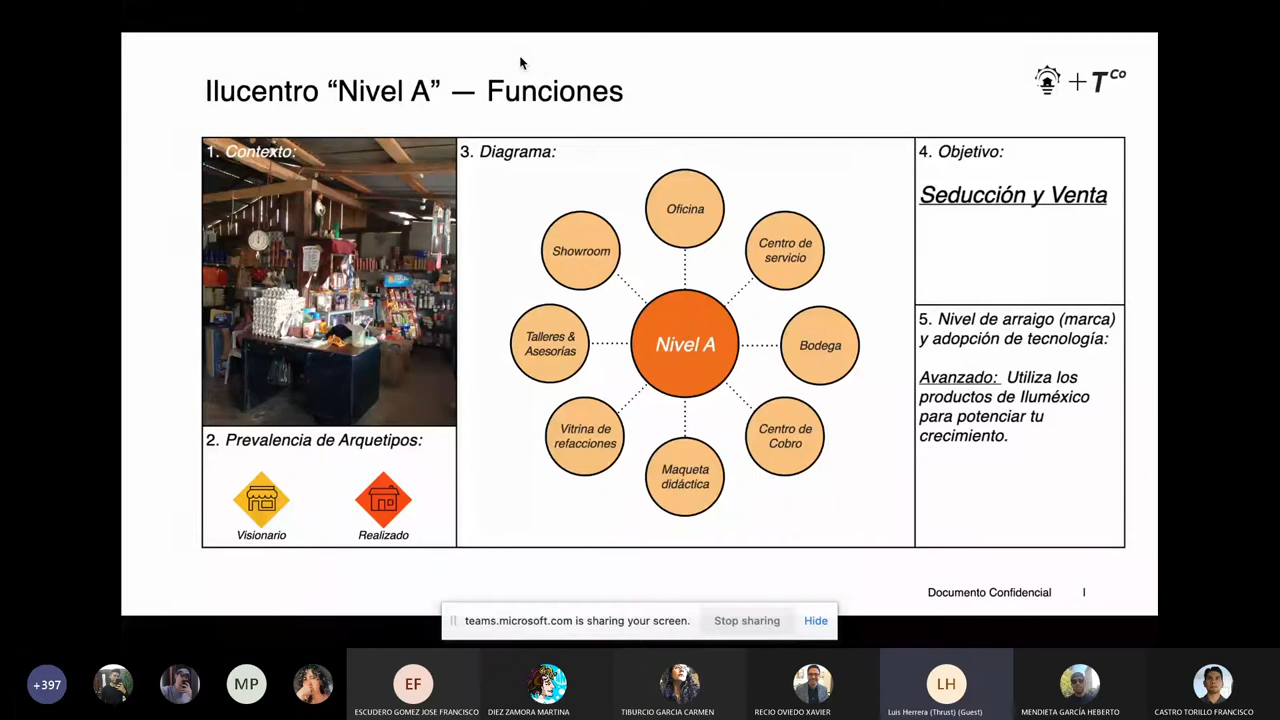 Ilucentro “Nivel A” — Funciones
+ T Co
1. Contexto:
2. Prevalencia de Arquetipos:
Visionario
Realizado
3. Diagrama:
Oficina
Showroom
Centro de
servicio
Talleres &
Asesorías
Nivel A
Bodega
Vitrina de
refacciones
Centro de
Cobro
Maqueta
didáctica
4. Objetivo:
Seducción y Venta
5. Nivel de arraigo (marca)
y adopción de tecnología:
Avanzado: Utiliza los
productos de Iluméxico
para potenciar tu
crecimiento.
Documento Confidencial
I
teams.microsoft.com is sharing your screen.
Stop sharing
Hide
+397
MP
EF
ESCUDERO GOMEZ JOSE FRANCISCO
DIEZ ZAMORA MARTINA
TIBURCIO GARCIA CARMEN
RECIO OVIEDO XAVIER
LH
Luis Herrera (Thrust) (Guest)
MENDIETA GARCÍA HEBERTO
CASTRO TORILLO FRANCISCO